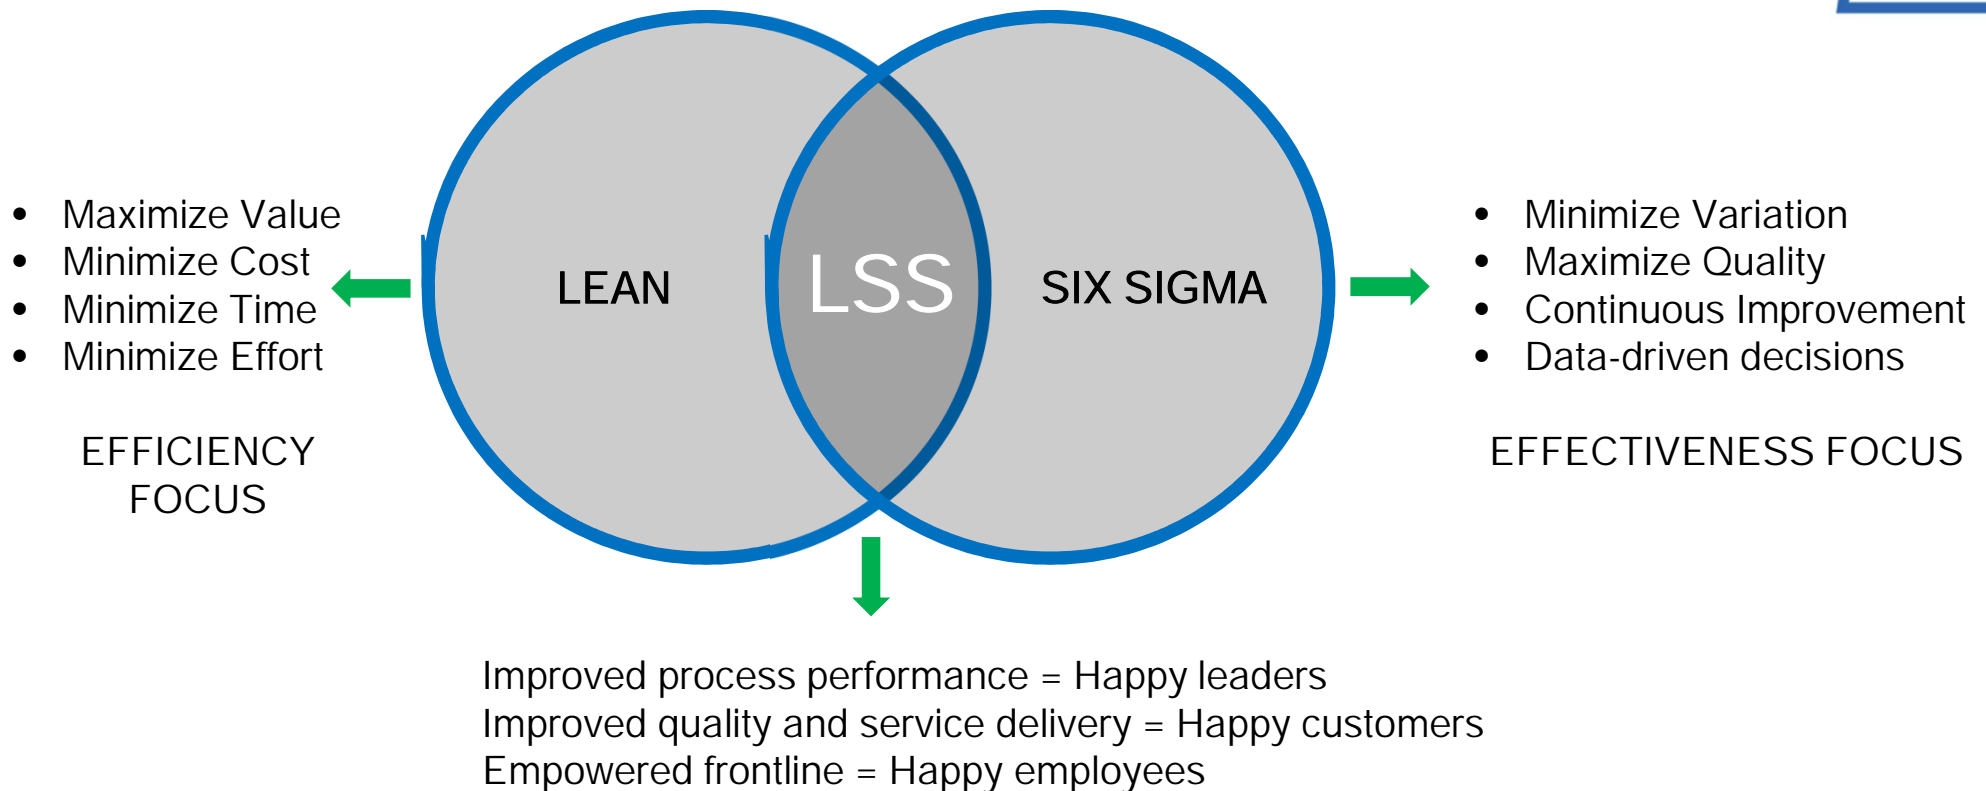 • Maximize Value
• Minimize Cost
• Minimize Time
• Minimize Effort
EFFICIENCY
FOCUS
LEAN
LSS
SIX SIGMA
• Minimize Variation
• Maximize Quality
• Continuous Improvement
• Data-driven decisions
EFFECTIVENESS FOCUS
Improved process performance = Happy leaders
Improved quality and service delivery = Happy customers
Empowered frontline = Happy employees